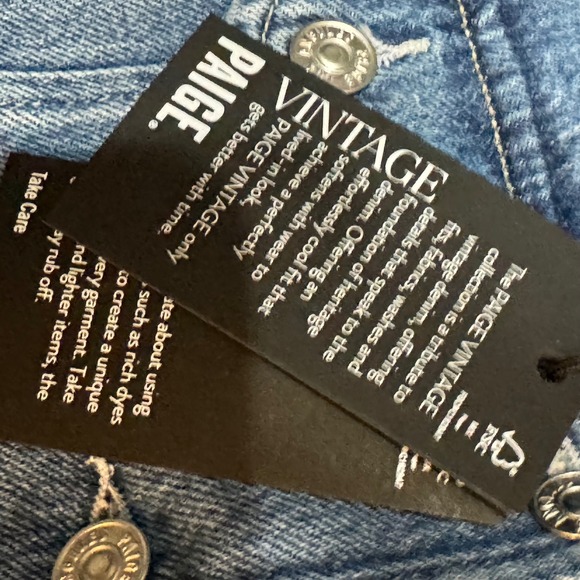 PAIGE®
VINTAGE
The PAIGE VINTAGE
collection is a tribute to
vintage denim, offering
fits, fabrics, washes and
details that speak to the
foundation of heritage
denim. Offering an
effortlessly cool fit that
softens with wear to
achieve a perfectly
lived-in look,
PAIGE VINTAGE only
gets better with time.
FSC
Take Care
about using
such as rich dyes
to create a unique
very garment. Take
nd lighter items, the
y rub off.